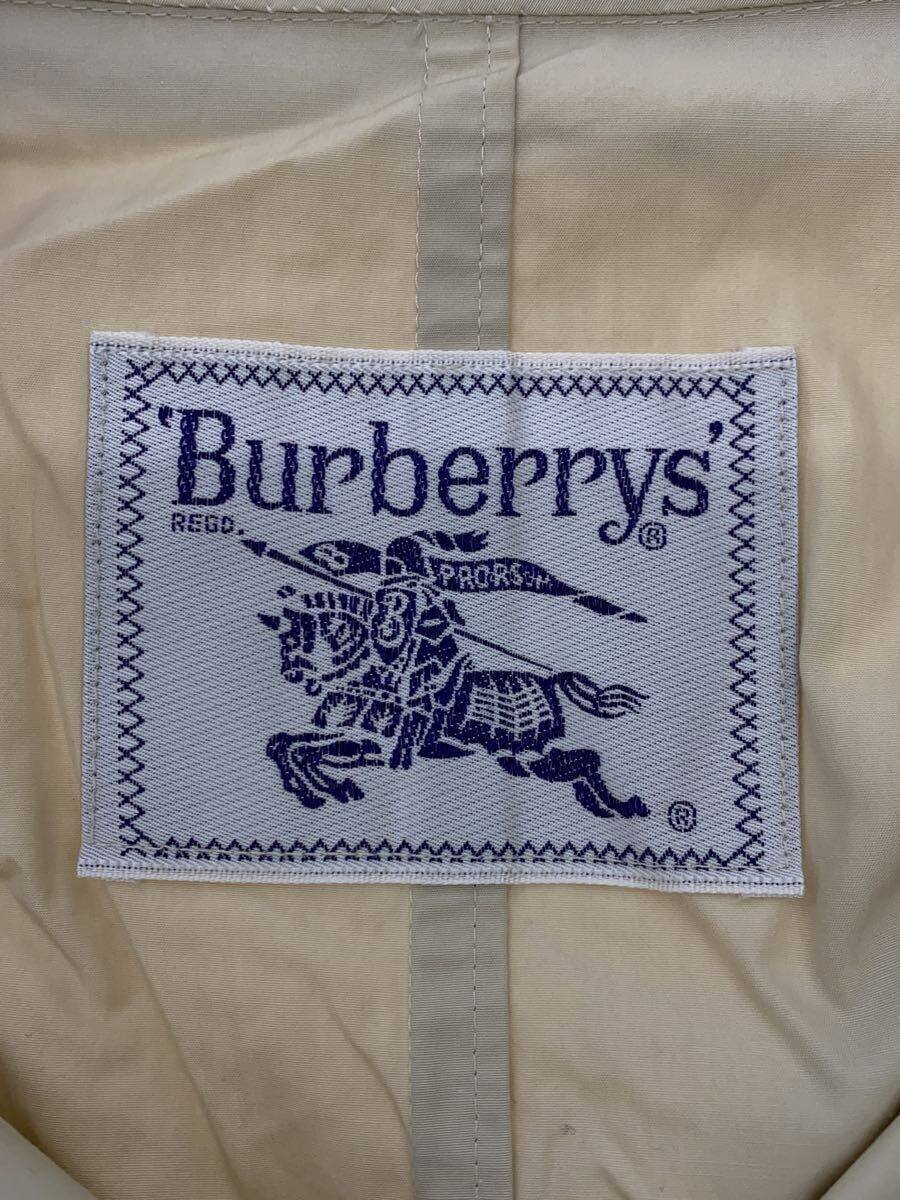 'Burberrys'
REGD. ®
B PRORSUM
B
®